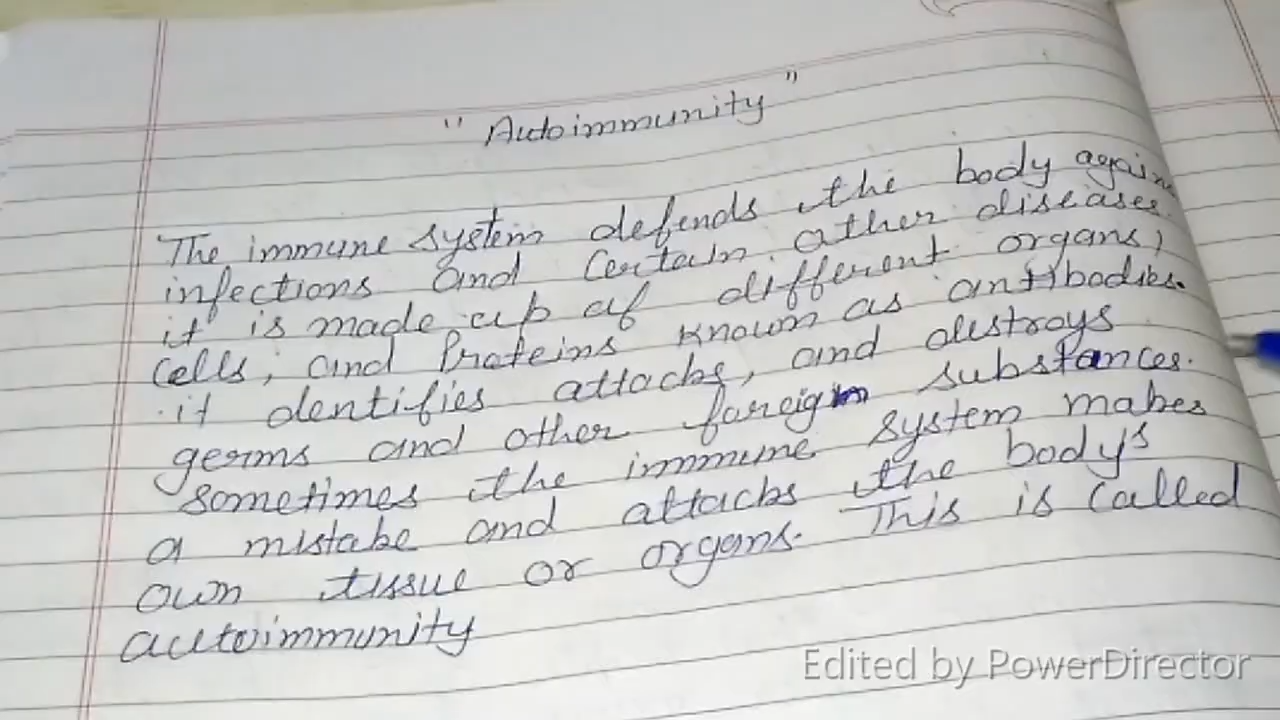 " Autoimmunity "
The immune system defends the body again
infections and certain other diseases.
it is made up of different organs,
cells, and Proteins known as antibodies.
it dentifies attacks, and destroys
germs and other foreign substances.
sometimes the immune system makes
a mistake and attacks the body's
own tissue or organs. This is called
autoimmunity
Edited by PowerDirector